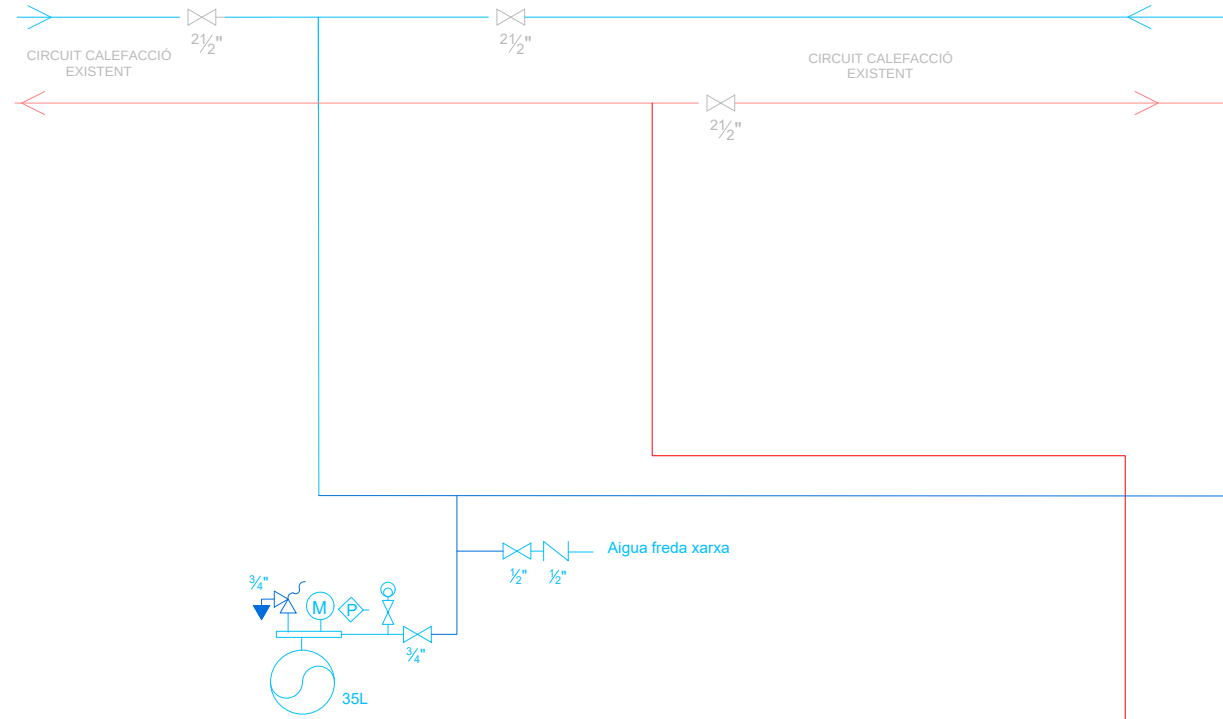 2½"
2½"
CIRCUIT CALEFACCIÓ
EXISTENT
CIRCUIT CALEFACCIÓ
EXISTENT
2½"
Aigua freda xarxa
½"
½"
¾"
M
P
¾"
35L